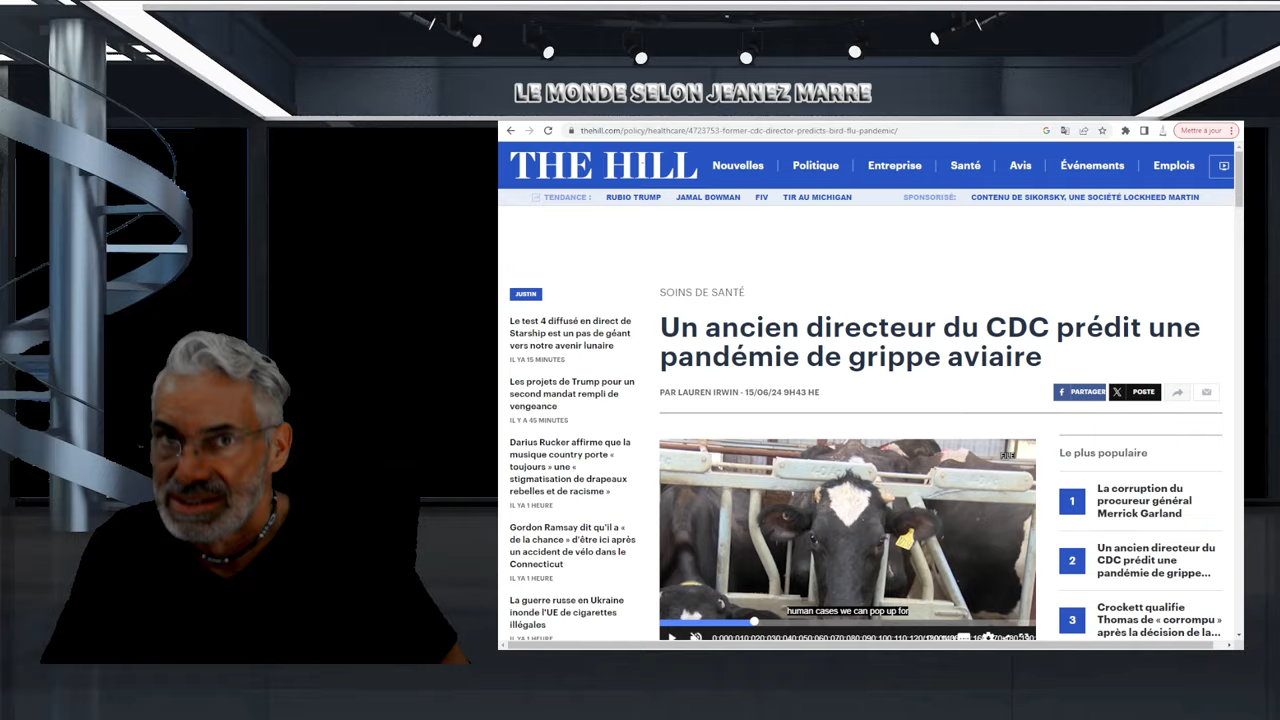 LE MONDE SELON JEANEZ MARRE
thehill.com/policy/healthcare/4723753-former-cdc-director-predicts-bird-flu-pandemic/
Mettre à jour
THE HILL
Nouvelles
Politique
Entreprise
Santé
Avis
Événements
Emplois
TENDANCE :
RUBIO TRUMP
JAMAL BOWMAN
FIV
TIR AU MICHIGAN
SPONSORISÉ:
CONTENU DE SIKORSKY, UNE SOCIÉTÉ LOCKHEED MARTIN
JUSTIN
Le test 4 diffusé en direct de
Starship est un pas de géant
vers notre avenir lunaire
IL YA 15 MINUTES
Les projets de Trump pour un
second mandat rempli de
vengeance
IL Y A 45 MINUTES
Darius Rucker affirme que la
musique country porte «
toujours » une «
stigmatisation de drapeaux
rebelles et de racisme »
IL YA 1 HEURE
Gordon Ramsay dit qu'il a «
de la chance » d'être ici après
un accident de vélo dans le
Connecticut
IL YA 1 HEURE
La guerre russe en Ukraine
inonde l'UE de cigarettes
illégales
IL YA 1 HEURE
SOINS DE SANTÉ
Un ancien directeur du CDC prédit une
pandémie de grippe aviaire
PAR LAUREN IRWIN - 15/06/24 9H43 HE
PARTAGER
POSTE
FILE
human cases we can pop up for
Le plus populaire
1
La corruption du
procureur général
Merrick Garland
2
Un ancien directeur du
CDC prédit une
pandémie de grippe...
3
Crockett qualifie
Thomas de « corrompu »
après la décision de la...